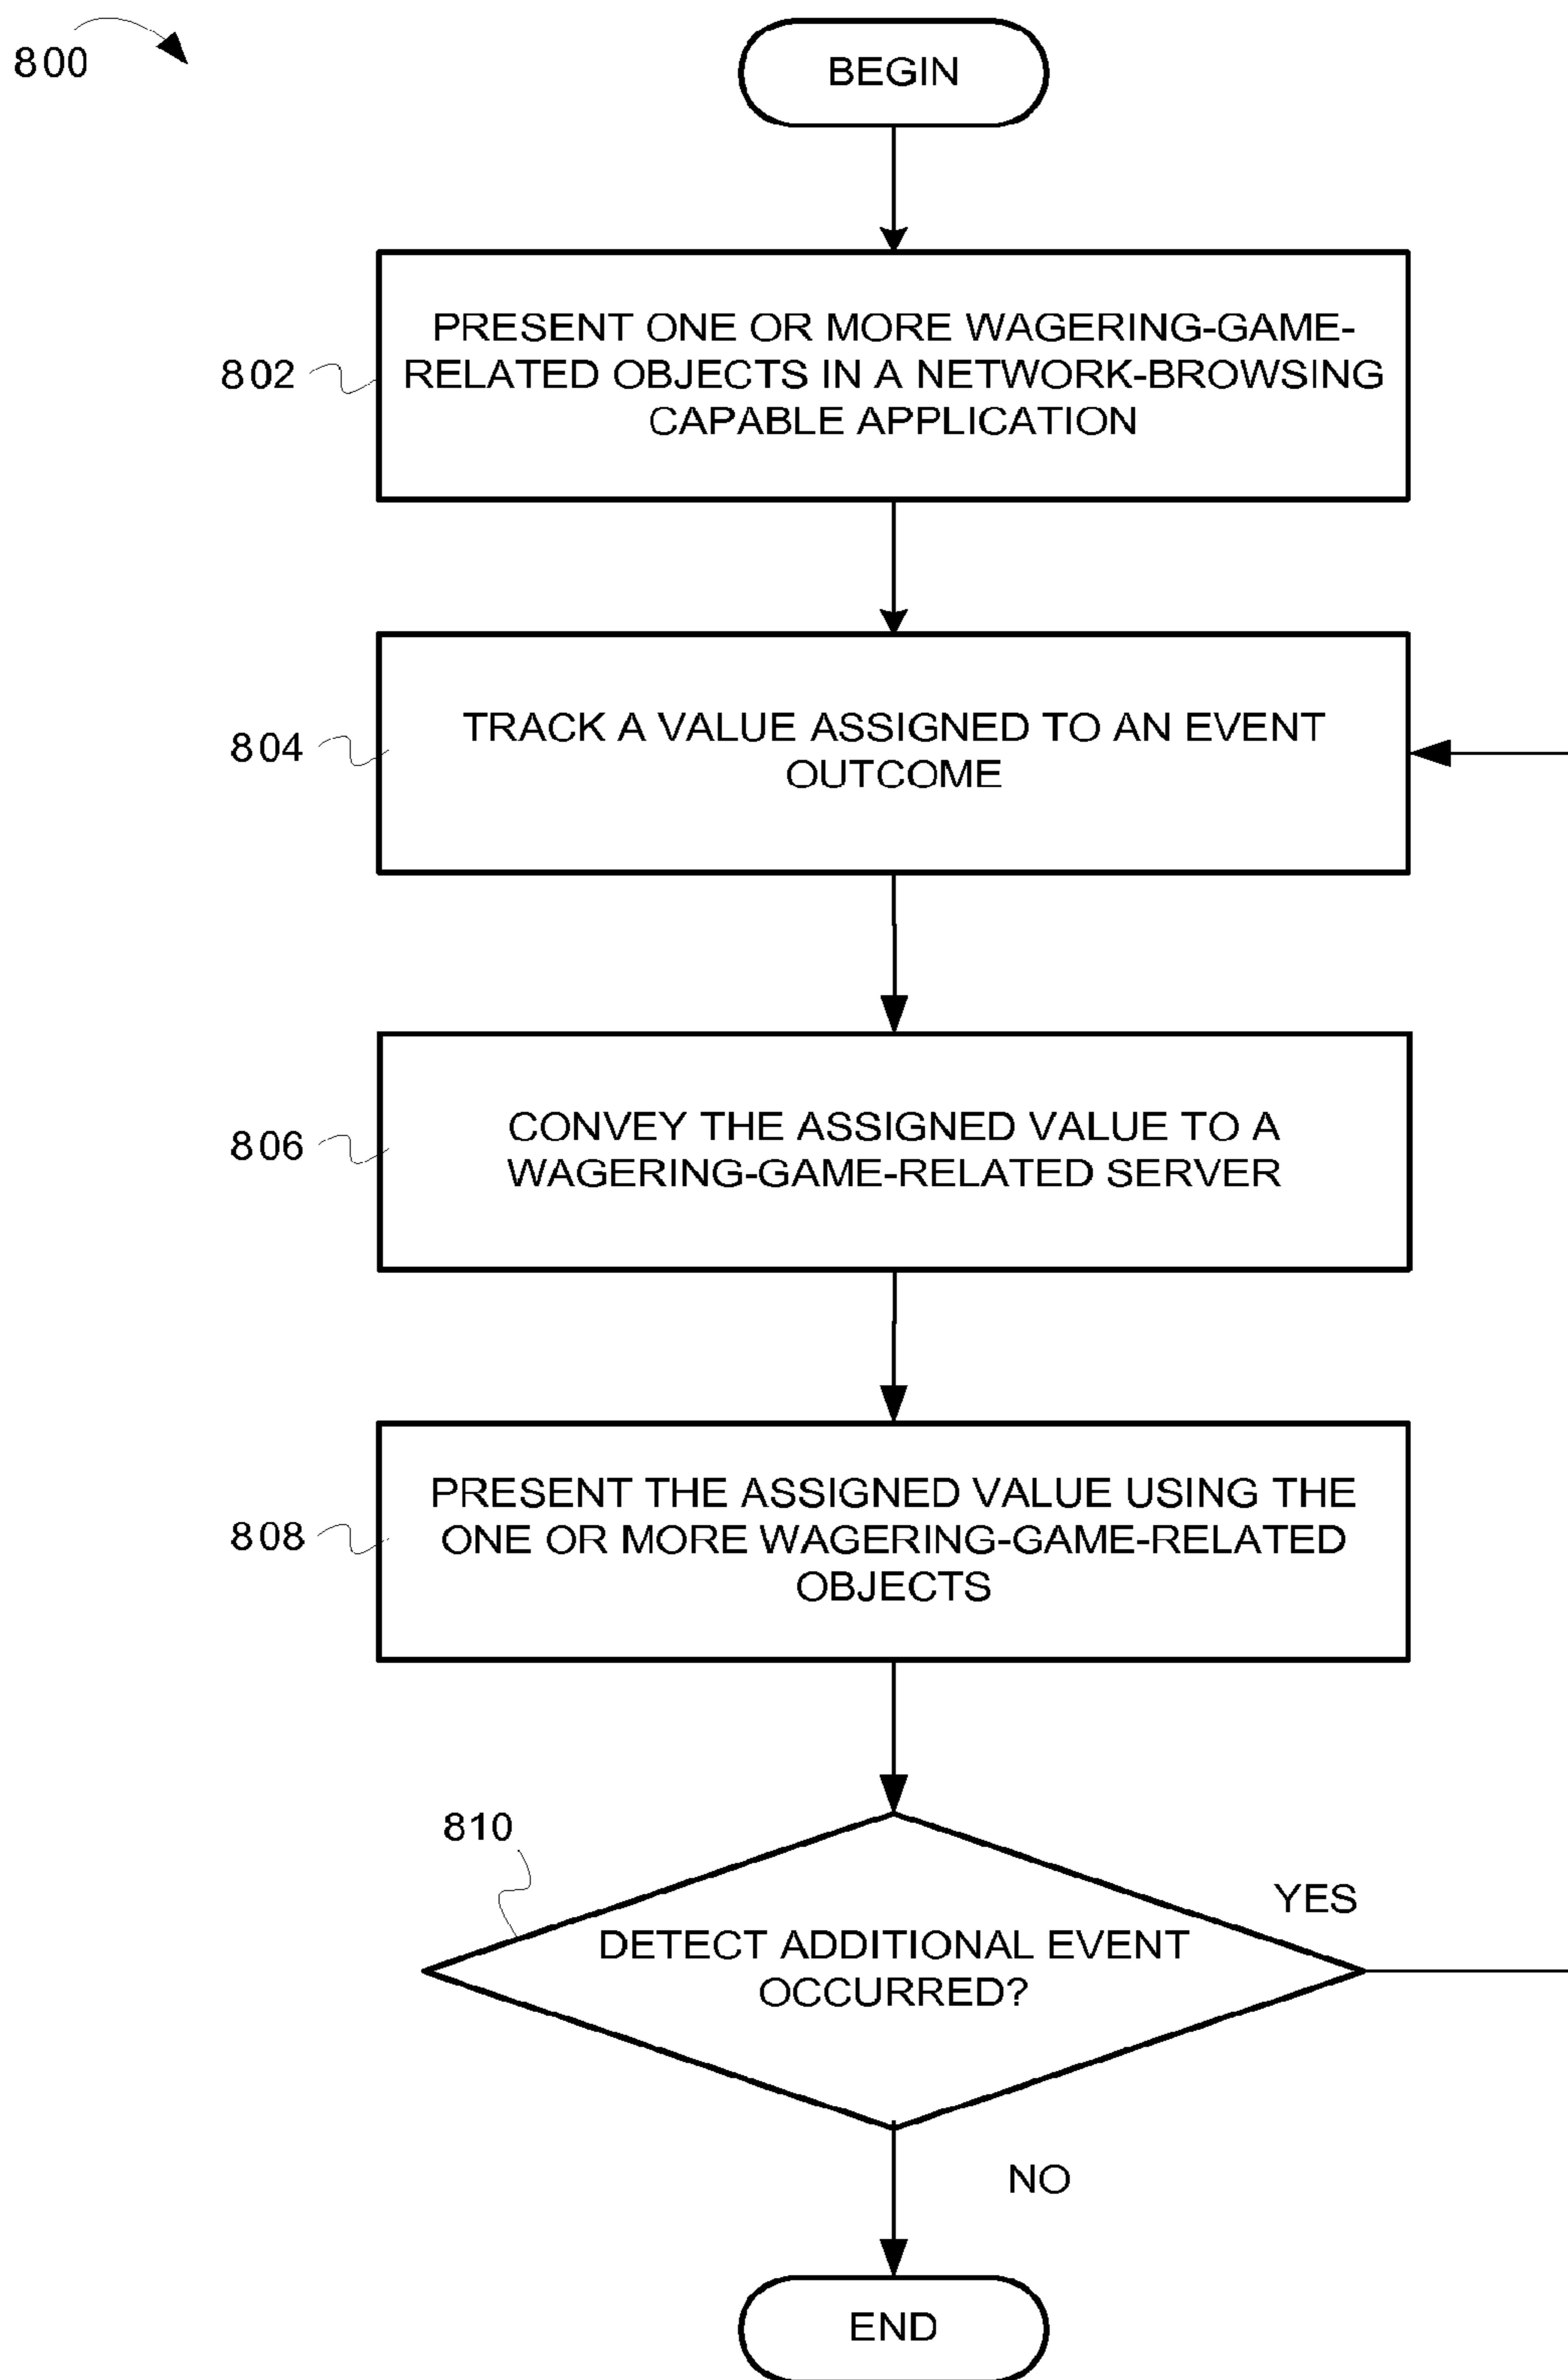 800
BEGIN
802
PRESENT ONE OR MORE WAGERING-GAME-
RELATED OBJECTS IN A NETWORK-BROWSING
CAPABLE APPLICATION
804
TRACK A VALUE ASSIGNED TO AN EVENT
OUTCOME
806
CONVEY THE ASSIGNED VALUE TO A
WAGERING-GAME-RELATED SERVER
808
PRESENT THE ASSIGNED VALUE USING THE
ONE OR MORE WAGERING-GAME-RELATED
OBJECTS
810
YES
DETECT ADDITIONAL EVENT
OCCURRED?
NO
END